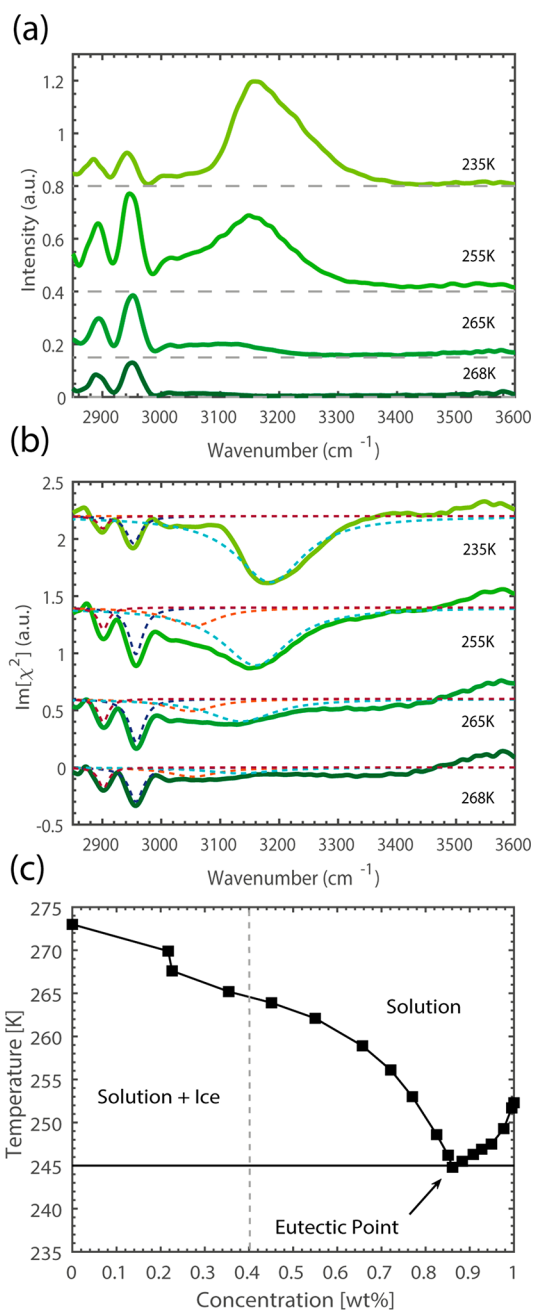 (a)
1.2
1
0.8
0.6
0.4
0.2
0
Intensity (a.u.)
235K
255K
265K
268K
2900 3000 3100 3200 3300 3400 3500 3600
Wavenumber (cm -1)
(b)
2.5
2
1.5
1
0.5
0
-0.5
Im[χ2] (a.u.)
235K
255K
265K
268K
2900 3000 3100 3200 3300 3400 3500 3600
Wavenumber (cm -1)
(c)
275
270
265
260
255
250
245
240
235
Temperature [K]
Solution
Solution + Ice
Eutectic Point
0 0.1 0.2 0.3 0.4 0.5 0.6 0.7 0.8 0.9 1
Concentration [wt%]